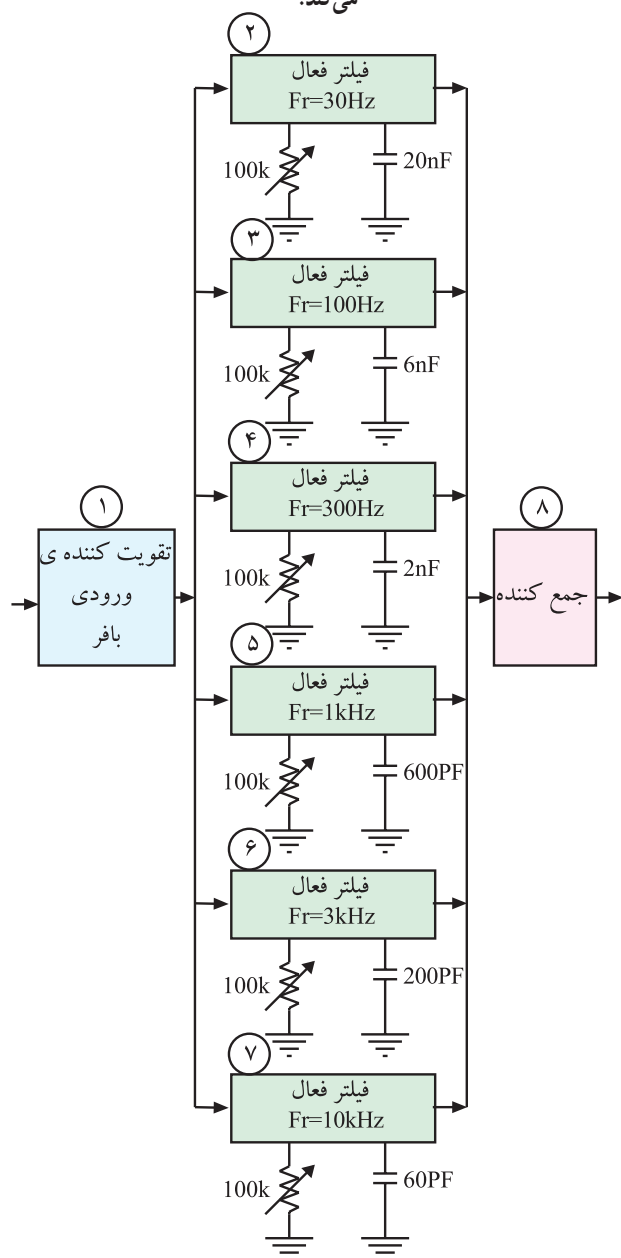 می‌کند.
۲
فیلتر فعال
Fr=30Hz
100k
20nF
۳
فیلتر فعال
Fr=100Hz
100k
6nF
۴
فیلتر فعال
Fr=300Hz
100k
2nF
۱
تقویت کننده ی
ورودی
بافر
۸
جمع کننده
۵
فیلتر فعال
Fr=1kHz
100k
600PF
۶
فیلتر فعال
Fr=3kHz
100k
200PF
۷
فیلتر فعال
Fr=10kHz
100k
60PF